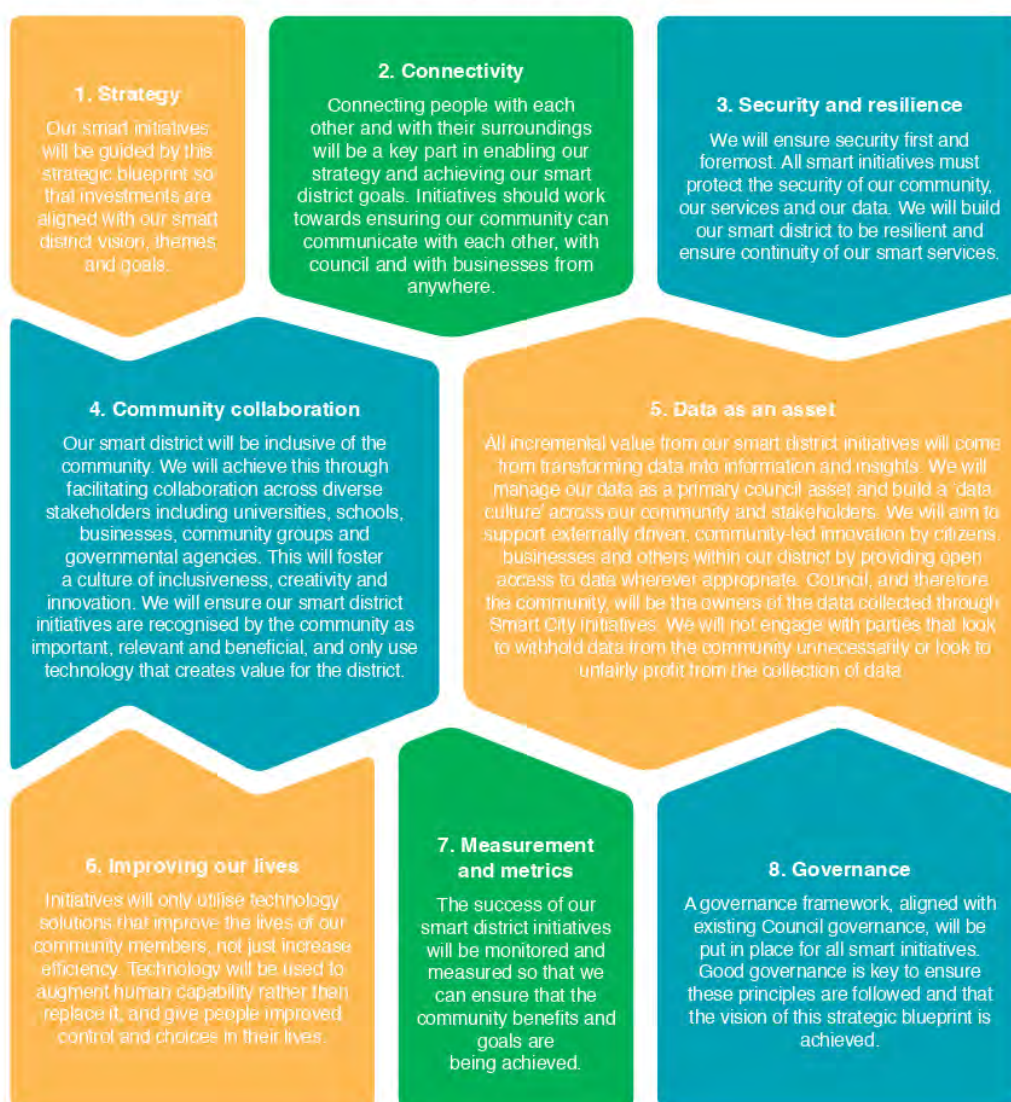 1. Strategy
Our smart initiatives
will be guided by this
strategic blueprint so
that investments are
aligned with our smart
district vision, themes
and goals.
2. Connectivity
Connecting people with each
other and with their surroundings
will be a key part in enabling our
strategy and achieving our smart
district goals. Initiatives should work
towards ensuring our community can
communicate with each other, with
council and with businesses from
anywhere.
3. Security and resilience
We will ensure security first and
foremost. All smart initiatives must
protect the security of our community,
our services and our data. We will build
our smart district to be resilient and
ensure continuity of our smart services.
4. Community collaboration
Our smart district will be inclusive of the
community. We will achieve this through
facilitating collaboration across diverse
stakeholders including universities, schools,
businesses, community groups and
governmental agencies. This will foster
a culture of inclusiveness, creativity and
innovation. We will ensure our smart district
initiatives are recognised by the community as
important, relevant and beneficial, and only use
technology that creates value for the district.
5. Data as an asset
All incremental value from our smart district initiatives will come
from transforming data into information and insights. We will
manage our data as a primary council asset and build a 'data
culture' across our community and stakeholders. We will aim to
support externally driven, community-led innovation by citizens,
businesses and others within our district by providing open
access to data wherever appropriate. Council, and therefore
the community, will be the owners of the data collected through
Smart City initiatives. We will not engage with parties that look
to withhold data from the community unnecessarily or look to
unfairly profit from the collection of data.
6. Improving our lives
Initiatives will only utilise technology
solutions that improve the lives of our
community members, not just increase
efficiency. Technology will be used to
augment human capability rather than
replace it, and give people improved
control and choices in their lives.
7. Measurement
and metrics
The success of our
smart district initiatives
will be monitored and
measured so that we
can ensure that the
community benefits and
goals are
being achieved.
8. Governance
A governance framework, aligned with
existing Council governance, will be
put in place for all smart initiatives.
Good governance is key to ensure
these principles are followed and that
the vision of this strategic blueprint is
achieved.